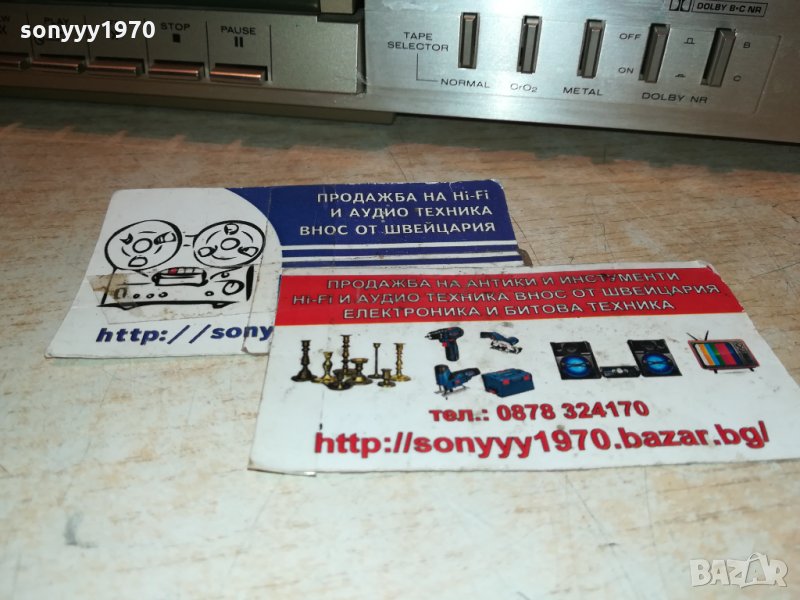 sonyyy1970
PLAY
STOP
PAUSE
TAPE
SELECTOR
NORMAL
CrO₂
METAL
OFF
ON
DOLBY NR
DOLBY B•C NR
B
C
ПРОДАЖБА НА Hi-Fi
И АУДИО ТЕХНИКА
ВНОС ОТ ШВЕЙЦАРИЯ
http://sony
ПРОДАЖБА НА АНТИКИ И ИНСТУМЕНТИ
Hi-Fi И АУДИО ТЕХНИКА ВНОС ОТ ШВЕЙЦАРИЯ
ЕЛЕКТРОНИКА И БИТОВА ТЕХНИКА
тел.: 0878 324170
http://sonyyy1970.bazar.bg/
BAZAR